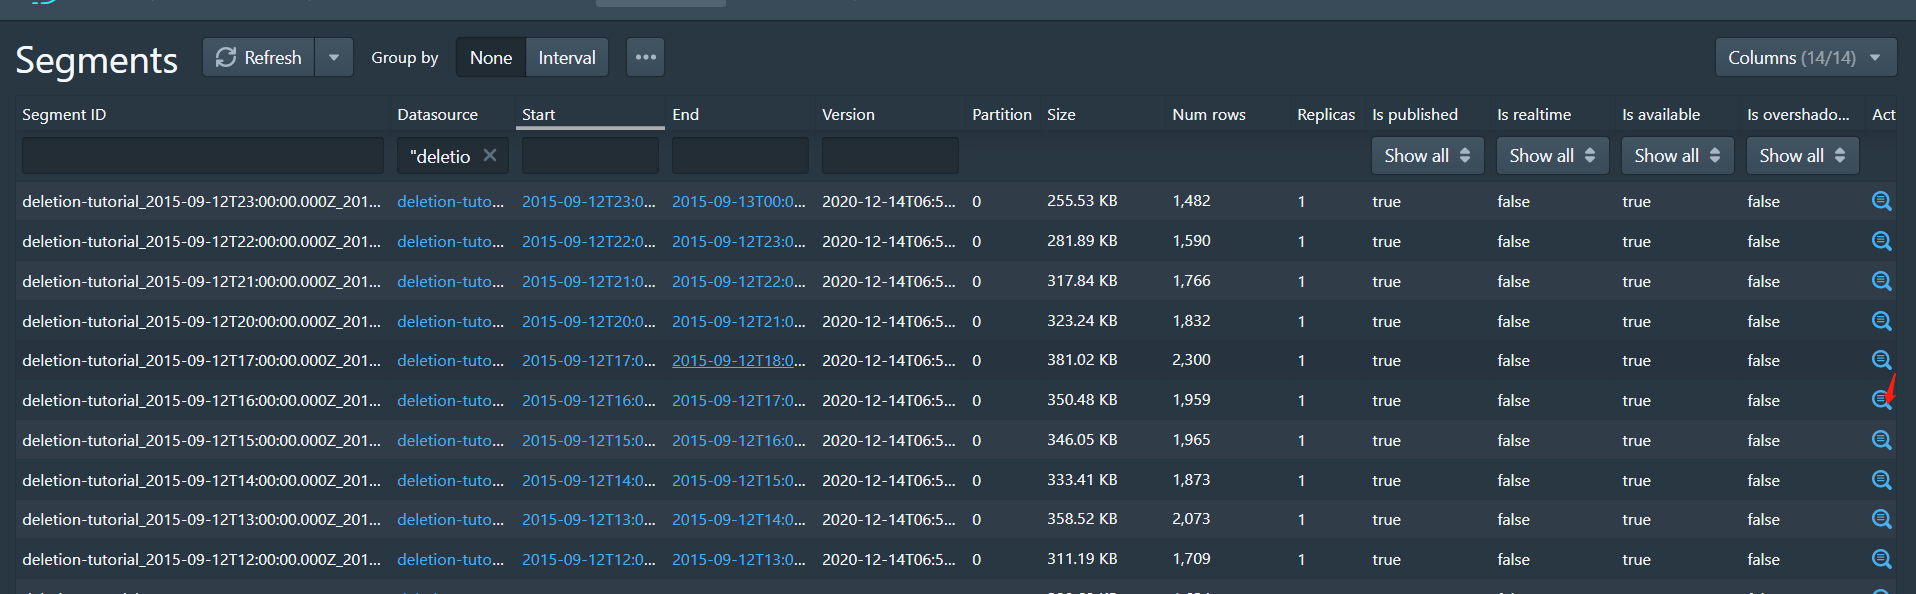 Segments Refresh Group by None Interval ••• Columns (14/14)
Segment ID Datasource Start End Version Partition Size Num rows Replicas Is published Is realtime Is available Is overshado... Act
"deletio Show all Show all Show all Show all
deletion-tutorial_2015-09-12T23:00:00.000Z_201... deletion-tuto... 2015-09-12T23:0... 2015-09-13T00:0... 2020-12-14T06:5... 0 255.53 KB 1,482 1 true false true false
deletion-tutorial_2015-09-12T22:00:00.000Z_201... deletion-tuto... 2015-09-12T22:0... 2015-09-12T23:0... 2020-12-14T06:5... 0 281.89 KB 1,590 1 true false true false
deletion-tutorial_2015-09-12T21:00:00.000Z_201... deletion-tuto... 2015-09-12T21:0... 2015-09-12T22:0... 2020-12-14T06:5... 0 317.84 KB 1,766 1 true false true false
deletion-tutorial_2015-09-12T20:00:00.000Z_201... deletion-tuto... 2015-09-12T20:0... 2015-09-12T21:0... 2020-12-14T06:5... 0 323.24 KB 1,832 1 true false true false
deletion-tutorial_2015-09-12T17:00:00.000Z_201... deletion-tuto... 2015-09-12T17:0... 2015-09-12T18:0... 2020-12-14T06:5... 0 381.02 KB 2,300 1 true false true false
deletion-tutorial_2015-09-12T16:00:00.000Z_201... deletion-tuto... 2015-09-12T16:0... 2015-09-12T17:0... 2020-12-14T06:5... 0 350.48 KB 1,959 1 true false true false
deletion-tutorial_2015-09-12T15:00:00.000Z_201... deletion-tuto... 2015-09-12T15:0... 2015-09-12T16:0... 2020-12-14T06:5... 0 346.05 KB 1,965 1 true false true false
deletion-tutorial_2015-09-12T14:00:00.000Z_201... deletion-tuto... 2015-09-12T14:0... 2015-09-12T15:0... 2020-12-14T06:5... 0 333.41 KB 1,873 1 true false true false
deletion-tutorial_2015-09-12T13:00:00.000Z_201... deletion-tuto... 2015-09-12T13:0... 2015-09-12T14:0... 2020-12-14T06:5... 0 358.52 KB 2,073 1 true false true false
deletion-tutorial_2015-09-12T12:00:00.000Z_201... deletion-tuto... 2015-09-12T12:0... 2015-09-12T13:0... 2020-12-14T06:5... 0 311.19 KB 1,709 1 true false true false